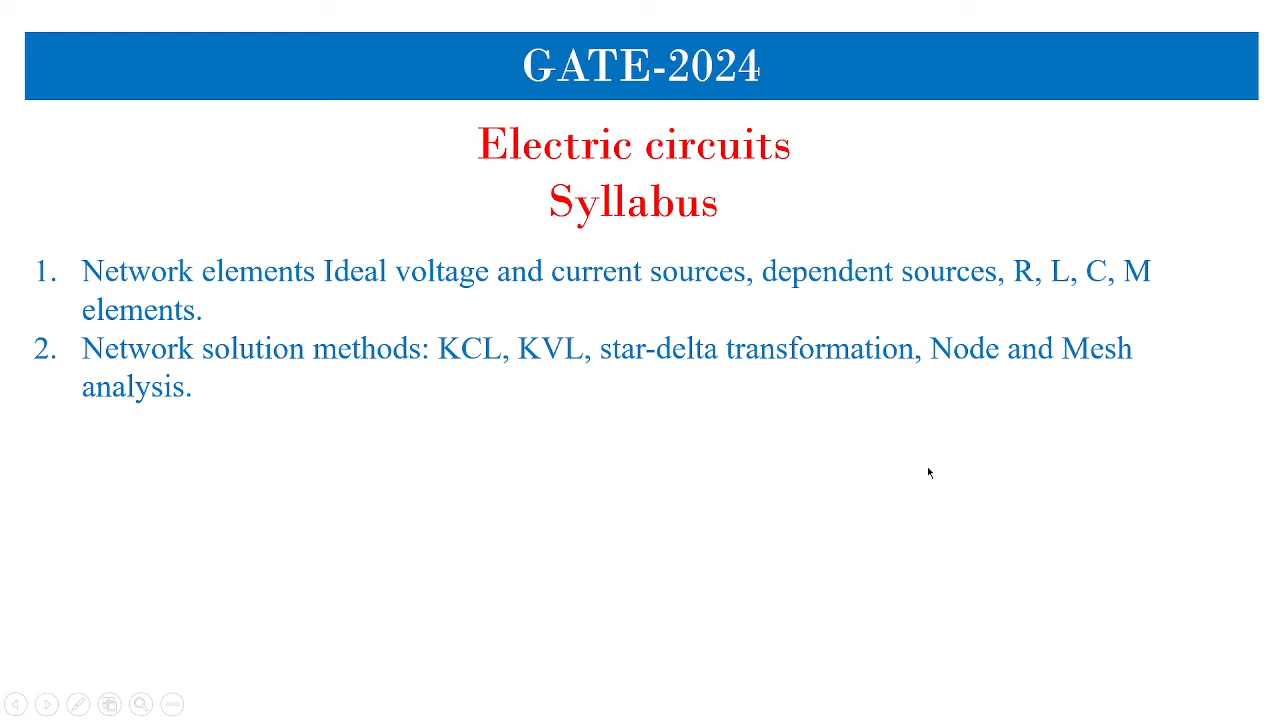 GATE-2024
Electric circuits
Syllabus
1. Network elements Ideal voltage and current sources, dependent sources, R, L, C, M
elements.
2. Network solution methods: KCL, KVL, star-delta transformation, Node and Mesh
analysis.